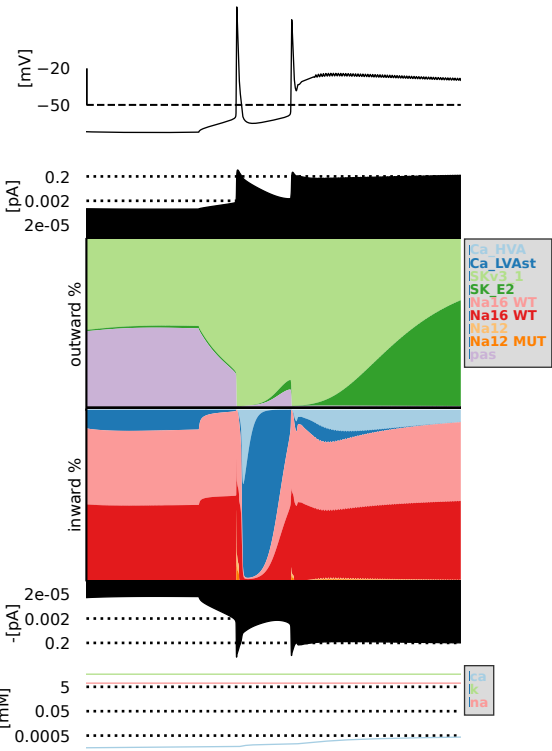 [mV]
−20
−50
[pA]
0.2
0.002
2e-05
outward %
Ca_HVA
Ca_LVAst
SKv3_1
SK_E2
Na16 WT
Na16 WT
Na12
Na12 MUT
pas
inward %
-[pA]
2e-05
0.002
0.2
[mM]
5
0.05
0.0005
ca
k
na